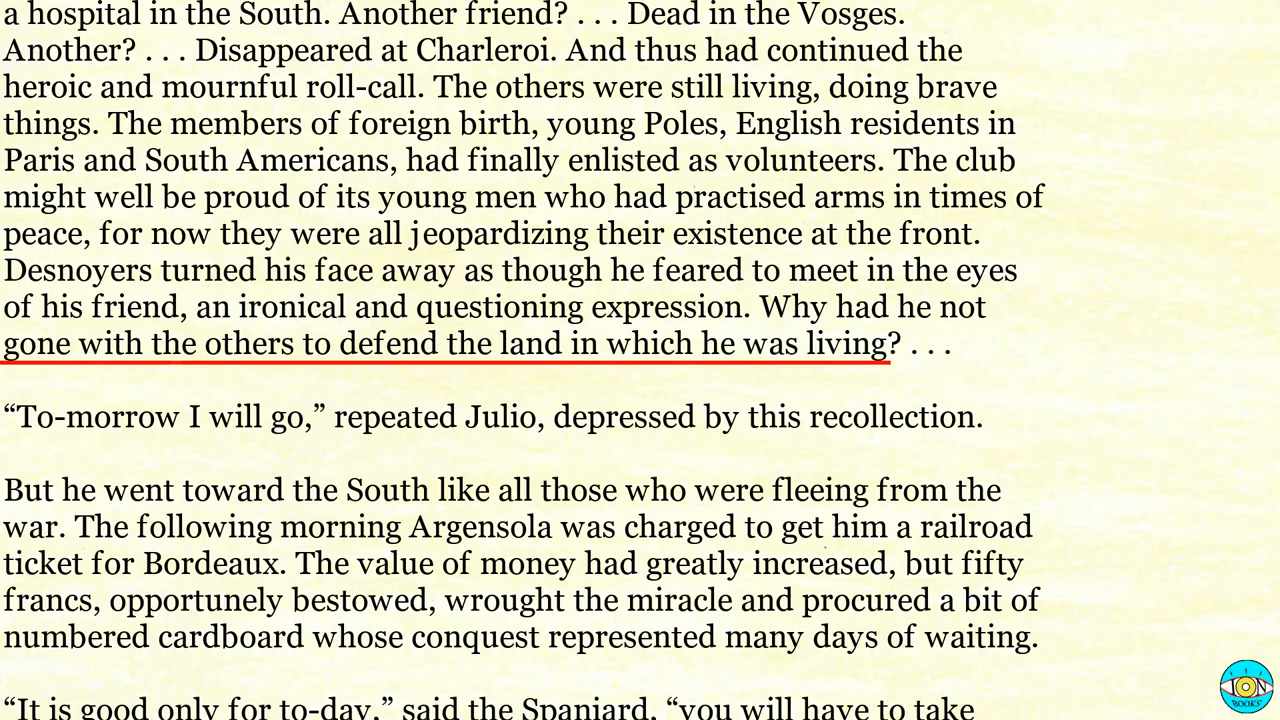 a hospital in the South. Another friend? . . . Dead in the Vosges.
Another? . . . Disappeared at Charleroi. And thus had continued the
heroic and mournful roll-call. The others were still living, doing brave
things. The members of foreign birth, young Poles, English residents in
Paris and South Americans, had finally enlisted as volunteers. The club
might well be proud of its young men who had practised arms in times of
peace, for now they were all jeopardizing their existence at the front.
Desnoyers turned his face away as though he feared to meet in the eyes
of his friend, an ironical and questioning expression. Why had he not
gone with the others to defend the land in which he was living? . . .
“To-morrow I will go,” repeated Julio, depressed by this recollection.
But he went toward the South like all those who were fleeing from the
war. The following morning Argensola was charged to get him a railroad
ticket for Bordeaux. The value of money had greatly increased, but fifty
francs, opportunely bestowed, wrought the miracle and procured a bit of
numbered cardboard whose conquest represented many days of waiting.
“It is good only for to-day,” said the Spaniard, “you will have to take
ION
BOOKS